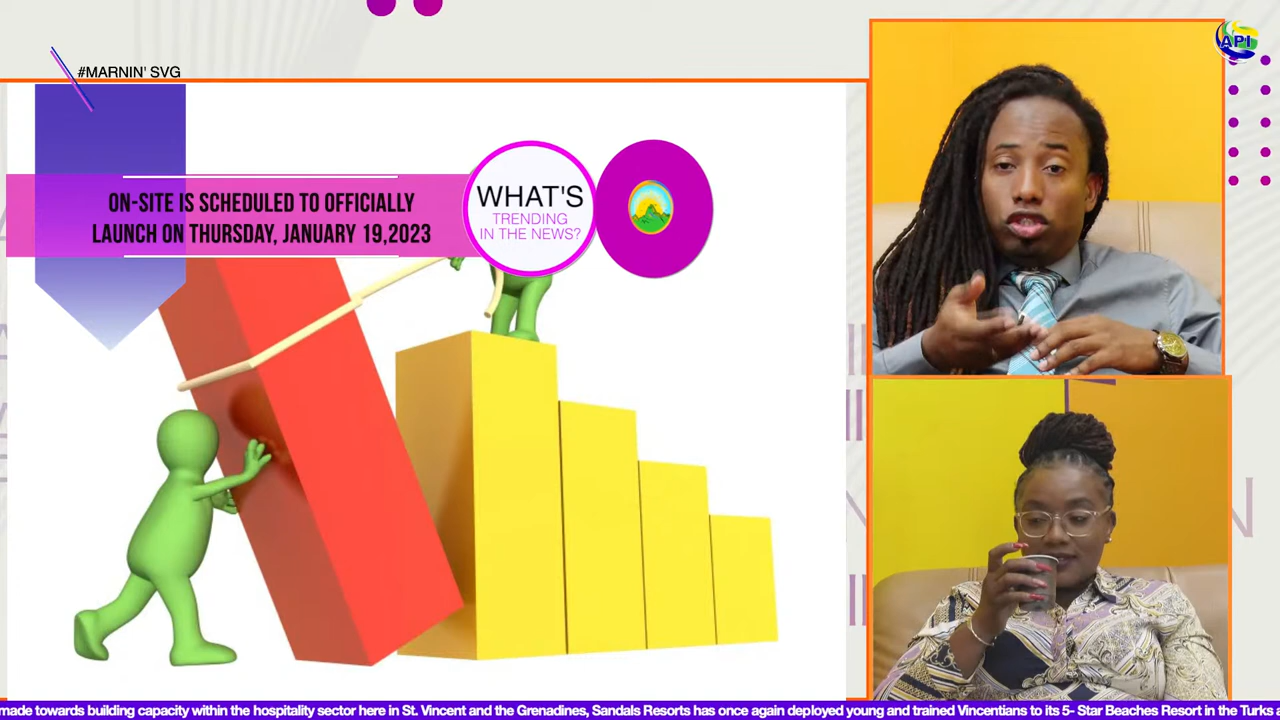 #MARNIN' SVG
API
ON-SITE IS SCHEDULED TO OFFICIALLY
LAUNCH ON THURSDAY, JANUARY 19,2023
WHAT'S
TRENDING
IN THE NEWS?
made towards building capacity within the hospitality sector here in St. Vincent and the Grenadines, Sandals Resorts has once again deployed young and trained Vincentians to its 5- Star Beaches Resort in the Turks